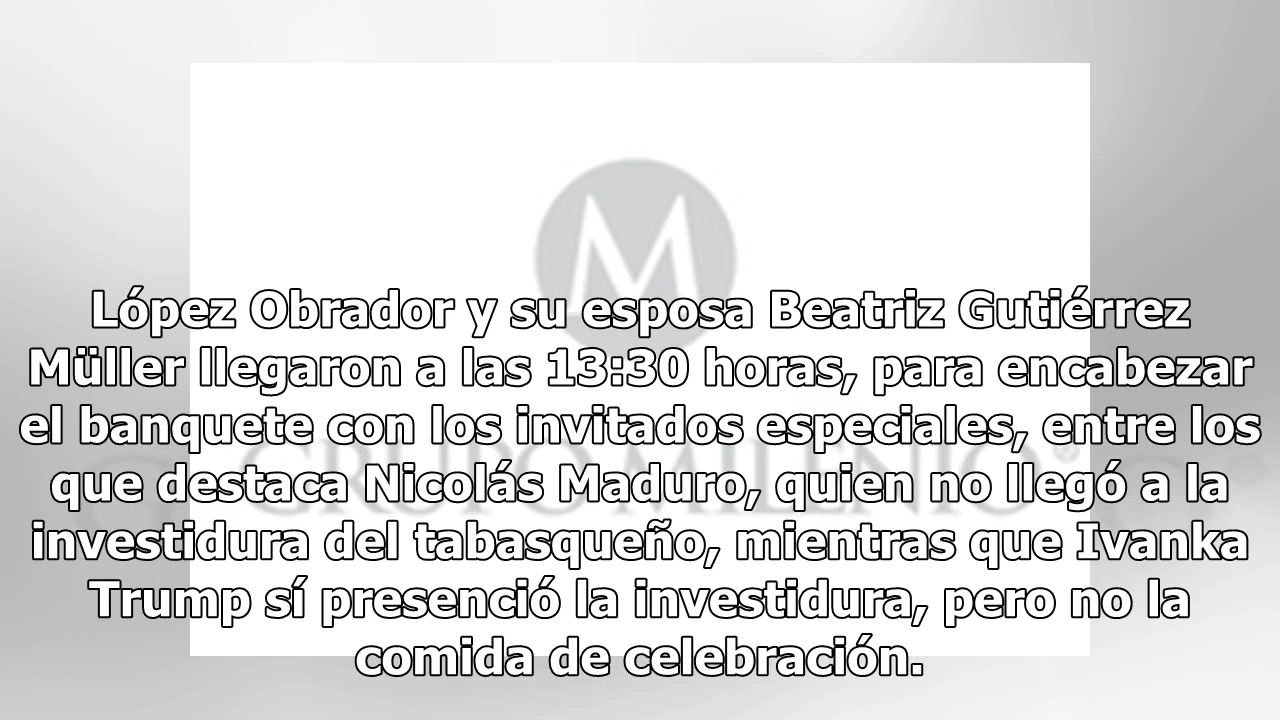 M
López Obrador y su esposa Beatriz Gutiérrez
Müller llegaron a las 13:30 horas, para encabezar
el banquete con los invitados especiales, entre los
GRUPO MILENIO®
que destaca Nicolás Maduro, quien no llegó a la
investidura del tabasqueño, mientras que Ivanka
Trump sí presenció la investidura, pero no la
comida de celebración.